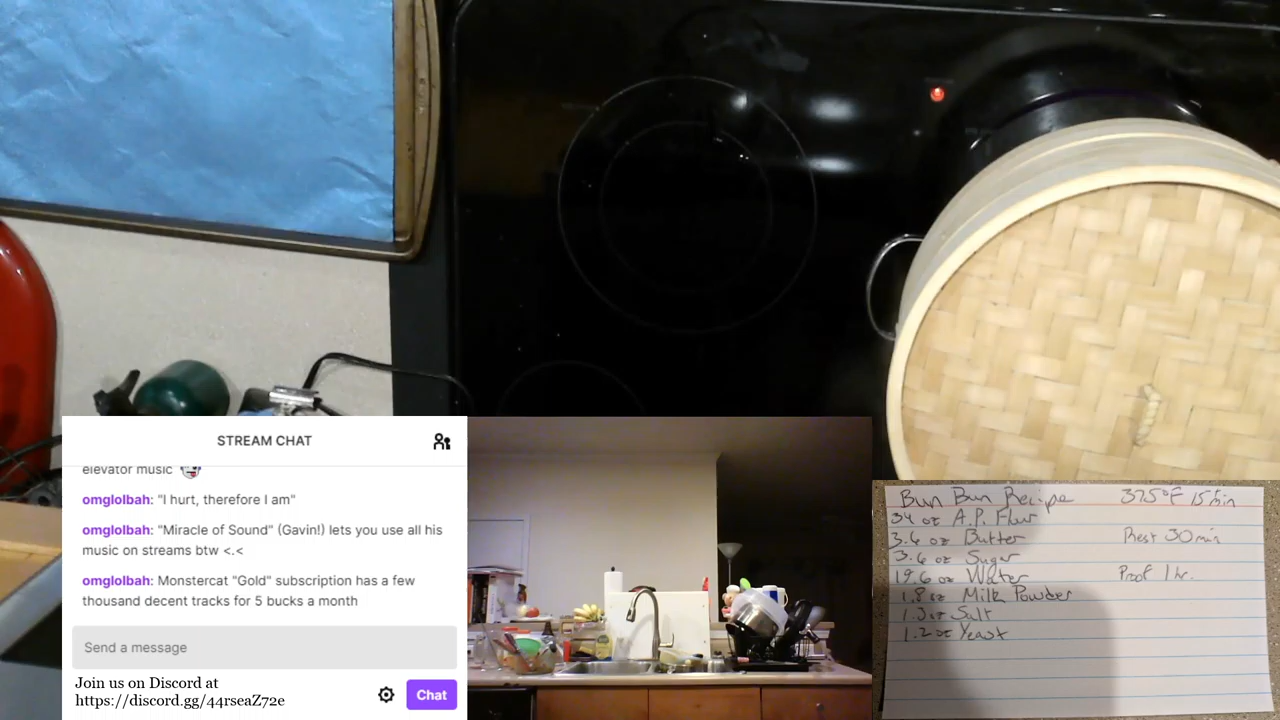 STREAM CHAT
elevator music
omglolbah: "I hurt, therefore I am"
omglolbah: "Miracle of Sound" (Gavin!) lets you use all his
music on streams btw <.<
omglolbah: Monstercat "Gold" subscription has a few
thousand decent tracks for 5 bucks a month
Send a message
Join us on Discord at
https://discord.gg/44rseaZ72e
Chat
Bun Bun Recipe 375°F 15 min
34 oz A.P. Flour
3.6 oz Butter Rest 30 min
3.6 oz Sugar
19.6 oz Water Proof 1 hr.
1.8 oz Milk Powder
1.3 oz Salt
1.2 oz Yeast